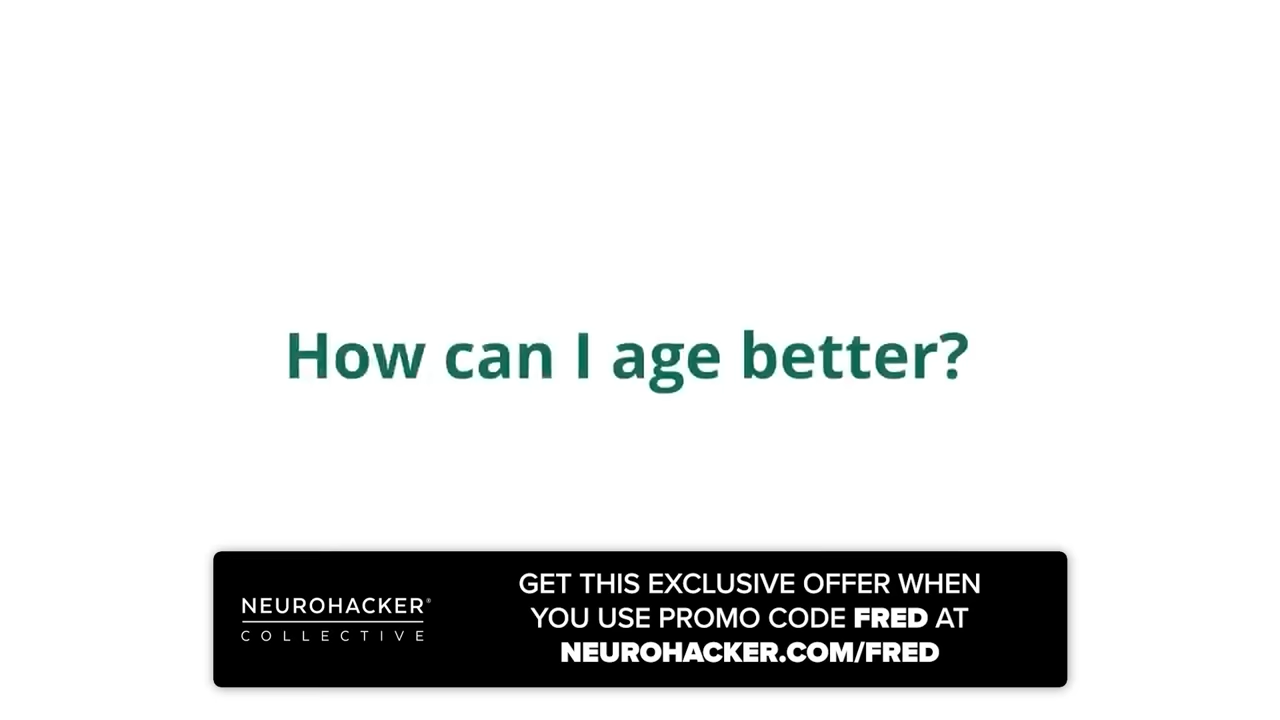 How can I age better?
NEUROHACKER®
COLLECTIVE
GET THIS EXCLUSIVE OFFER WHEN
YOU USE PROMO CODE FRED AT
NEUROHACKER.COM/FRED